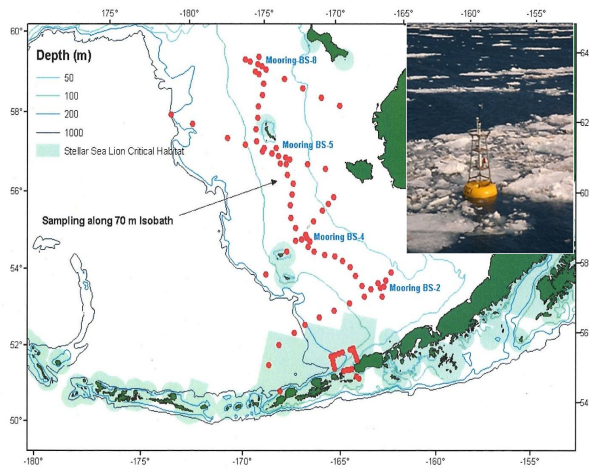 -175° -180° -175° -170° -165° -160° -155°
60°
Depth (m)
50
100
200
1000
Stellar Sea Lion Critical Habitat
Mooring BS-8
64
58°
62
Mooring BS-5
56°
60
Sampling along 70 m Isobath
Mooring BS-4
54°
58
Mooring BS-2
52°
56
50°
54
-180° -175° -170° -165° -160° -155°